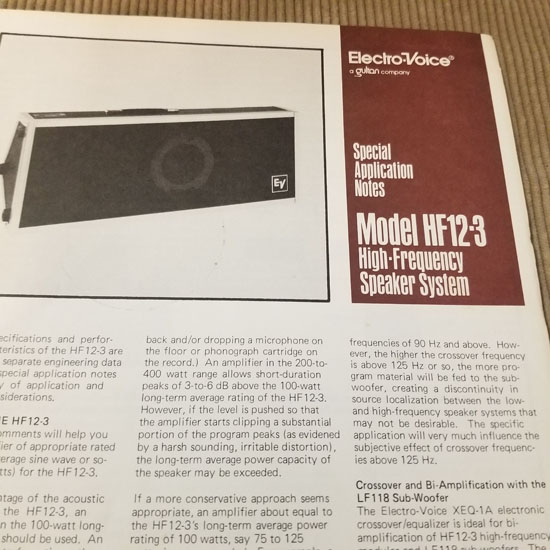 Electro-Voice®
a gulton company
Special
Application
Notes
Model HF12-3
High-Frequency
Speaker System
EV
ecifications and perfor-
teristics of the HF12-3 are
separate engineering data
special application notes
y of application and
siderations.
E HF12-3
omments will help you
fier of appropriate rated
erage sine wave or so-
tts) for the HF12-3.
ntage of the acoustic
the HF12-3, an
n the 100-watt long-
should be used. An
back and/or dropping a microphone on
the floor or phonograph cartridge on
the record.) An amplifier in the 200-to-
400 watt range allows short-duration
peaks of 3-to-6 dB above the 100-watt
long-term average rating of the HF12-3.
However, if the level is pushed so that
the amplifier starts clipping a substantial
portion of the program peaks (as evidenced
by a harsh sounding, irritable distortion),
the long-term average power capacity of
the speaker may be exceeded.
If a more conservative approach seems
appropriate, an amplifier about equal to
the HF12-3's long-term average power
rating of 100 watts, say 75 to 125
frequencies of 90 Hz and above. How-
ever, the higher the crossover frequency
is above 125 Hz or so, the more pro-
gram material will be fed to the sub-
woofer, creating a discontinuity in
source localization between the low-
and high-frequency speaker systems that
may not be desirable. The specific
application will very much influence the
subjective effect of crossover frequenc-
ies above 125 Hz.
Crossover and Bi-Amplification with the
LF118 Sub-Woofer
The Electro-Voice XEQ-1A electronic
crossover/equalizer is ideal for bi-
amplification of HF12-3 high-frequency